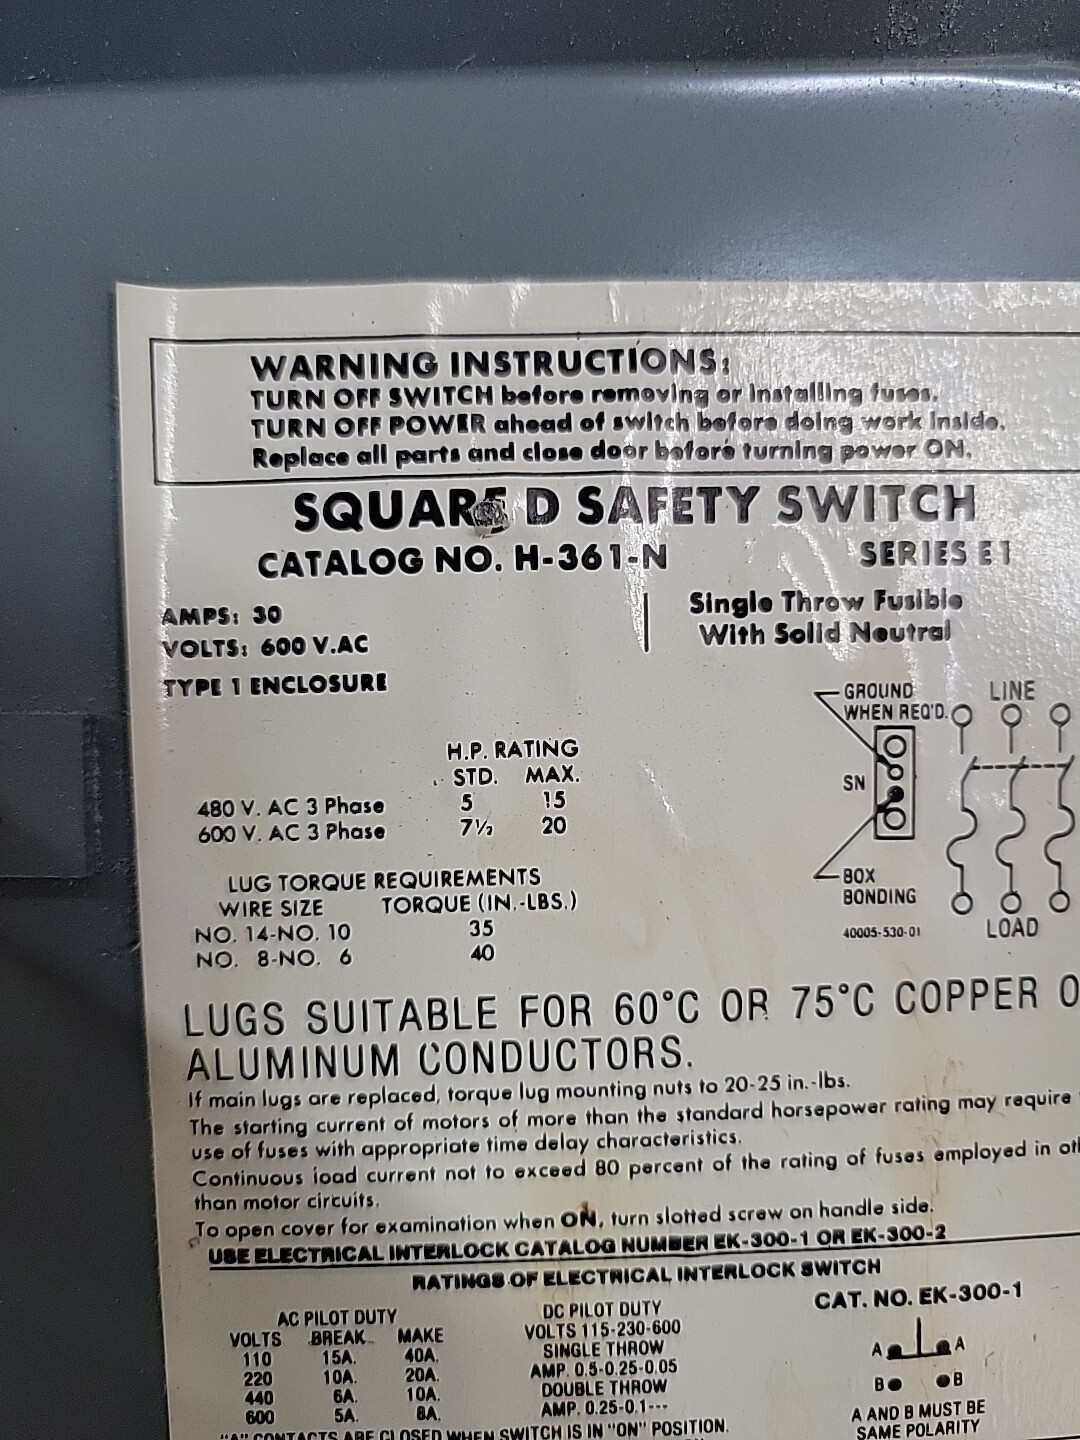 WARNING INSTRUCTIONS:
TURN OFF SWITCH before removing or installing fuses.
TURN OFF POWER ahead of switch before doing work inside.
Replace all parts and close door before turning power ON.
SQUARE D SAFETY SWITCH
CATALOG NO. H-361-N SERIES E1
AMPS: 30
VOLTS: 600 V.AC
TYPE 1 ENCLOSURE
Single Throw Fusible
With Solid Neutral
GROUND
WHEN REQ'D.
LINE
SN
BOX
BONDING
40005-530-01
LOAD
H.P. RATING
STD. MAX.
480 V. AC 3 Phase 5 15
600 V. AC 3 Phase 7½ 20
LUG TORQUE REQUIREMENTS
WIRE SIZE TORQUE (IN.-LBS.)
NO. 14-NO. 10 35
NO. 8-NO. 6 40
LUGS SUITABLE FOR 60°C OR 75°C COPPER O
ALUMINUM CONDUCTORS.
If main lugs are replaced, torque lug mounting nuts to 20-25 in.-lbs.
The starting current of motors of more than the standard horsepower rating may require
use of fuses with appropriate time delay characteristics.
Continuous load current not to exceed 80 percent of the rating of fuses employed in oth
than motor circuits.
To open cover for examination when ON, turn slotted screw on handle side.
USE ELECTRICAL INTERLOCK CATALOG NUMBER EK-300-1 OR EK-300-2
RATINGS OF ELECTRICAL INTERLOCK SWITCH
AC PILOT DUTY
VOLTS BREAK MAKE
110 15A. 40A.
220 10A. 20A.
440 6A. 10A.
600 5A. 8A.
DC PILOT DUTY
VOLTS 115-230-600
SINGLE THROW
AMP. 0.5-0.25-0.05
DOUBLE THROW
AMP. 0.25-0.1---
CAT. NO. EK-300-1
A A
B B
A AND B MUST BE
SAME POLARITY
"A" CONTACTS ARE CLOSED WHEN SWITCH IS IN "ON" POSITION.